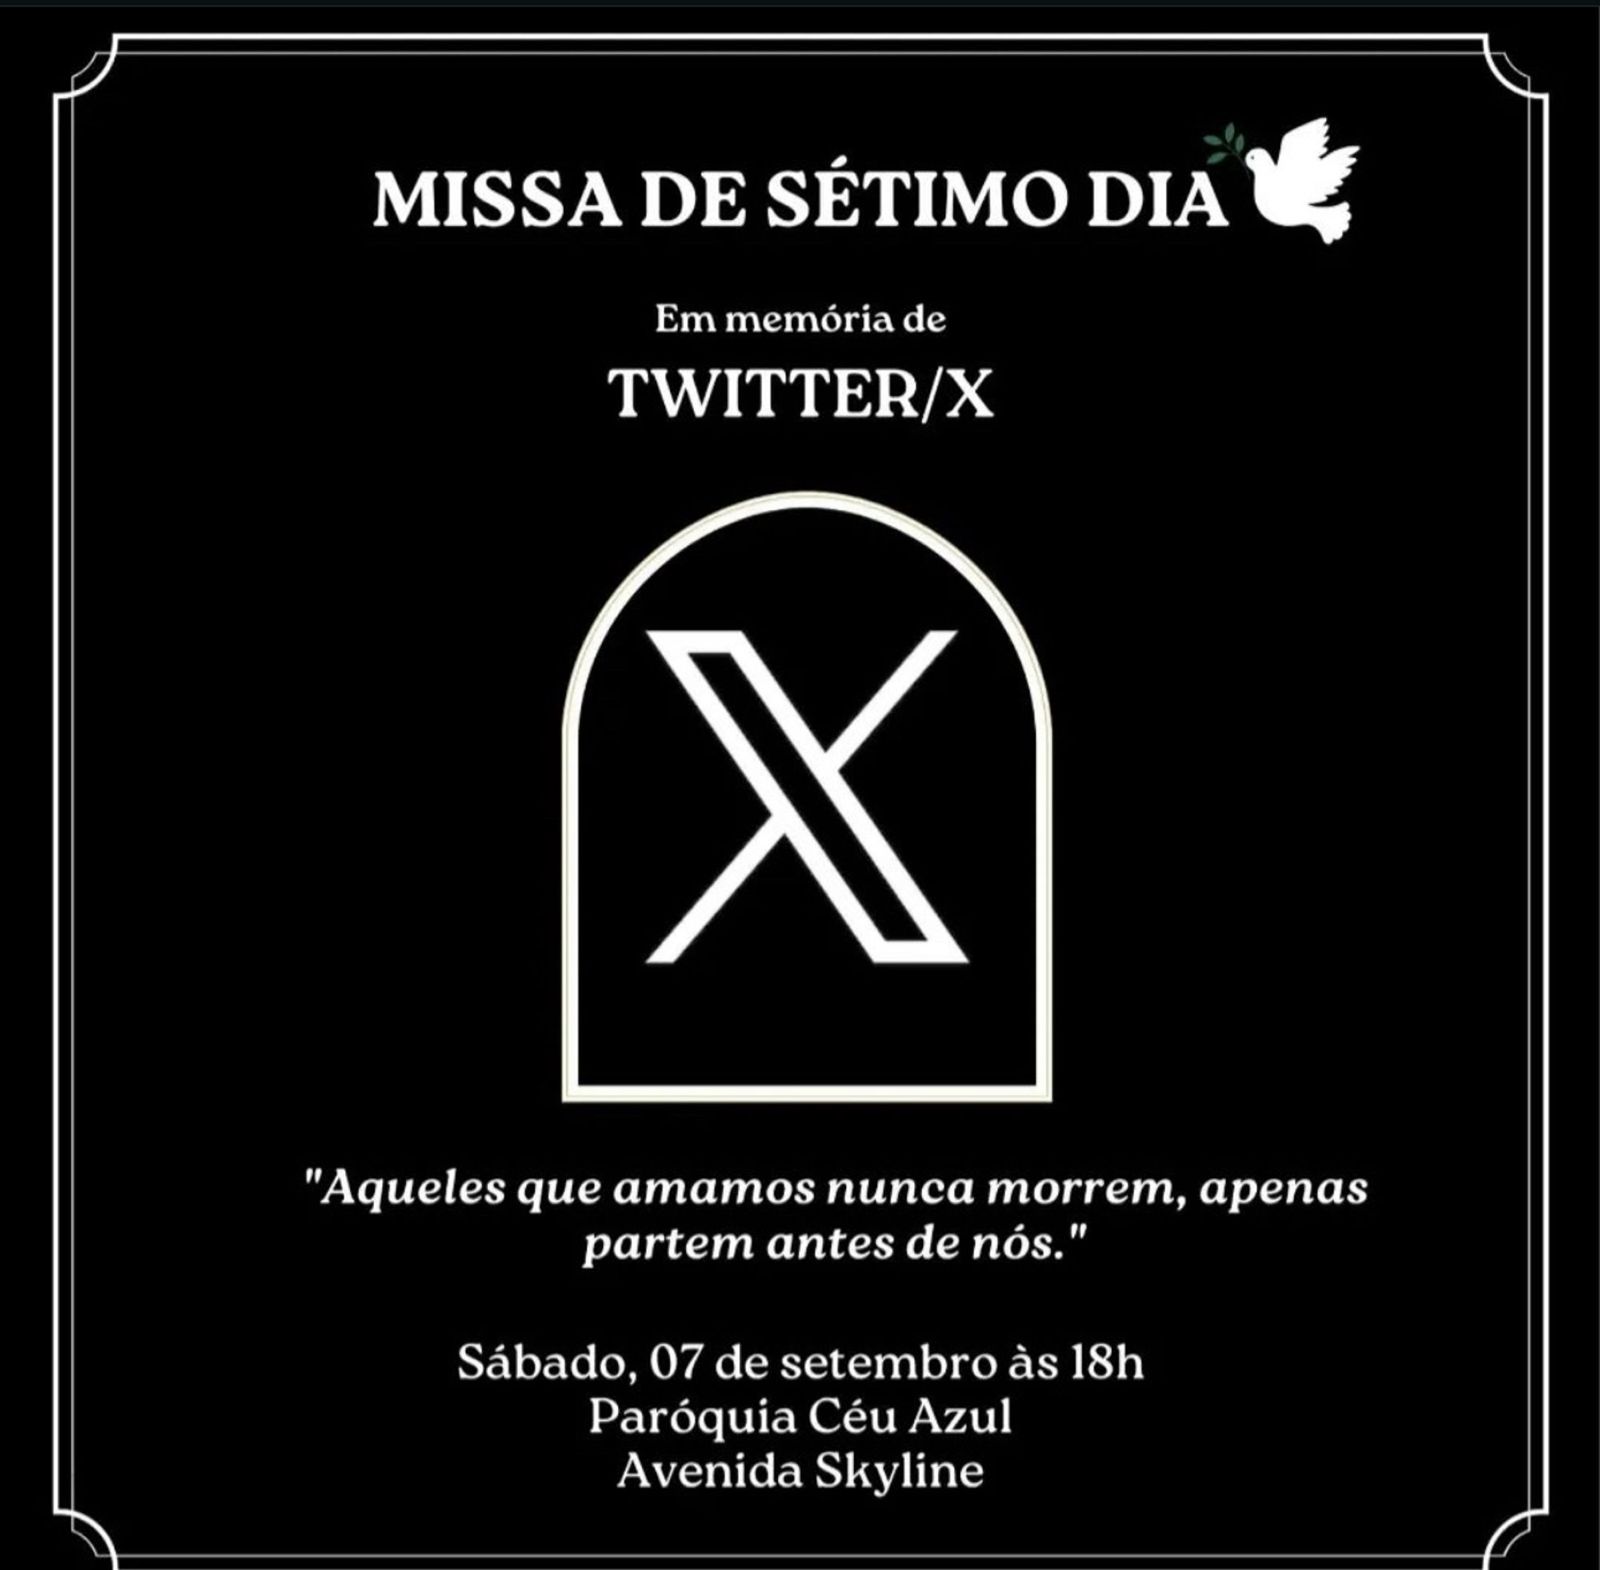 MISSA DE SÉTIMO DIA
Em memória de
TWITTER/X
"Aqueles que amamos nunca morrem, apenas
partem antes de nós."
Sábado, 07 de setembro às 18h
Paróquia Céu Azul
Avenida Skyline